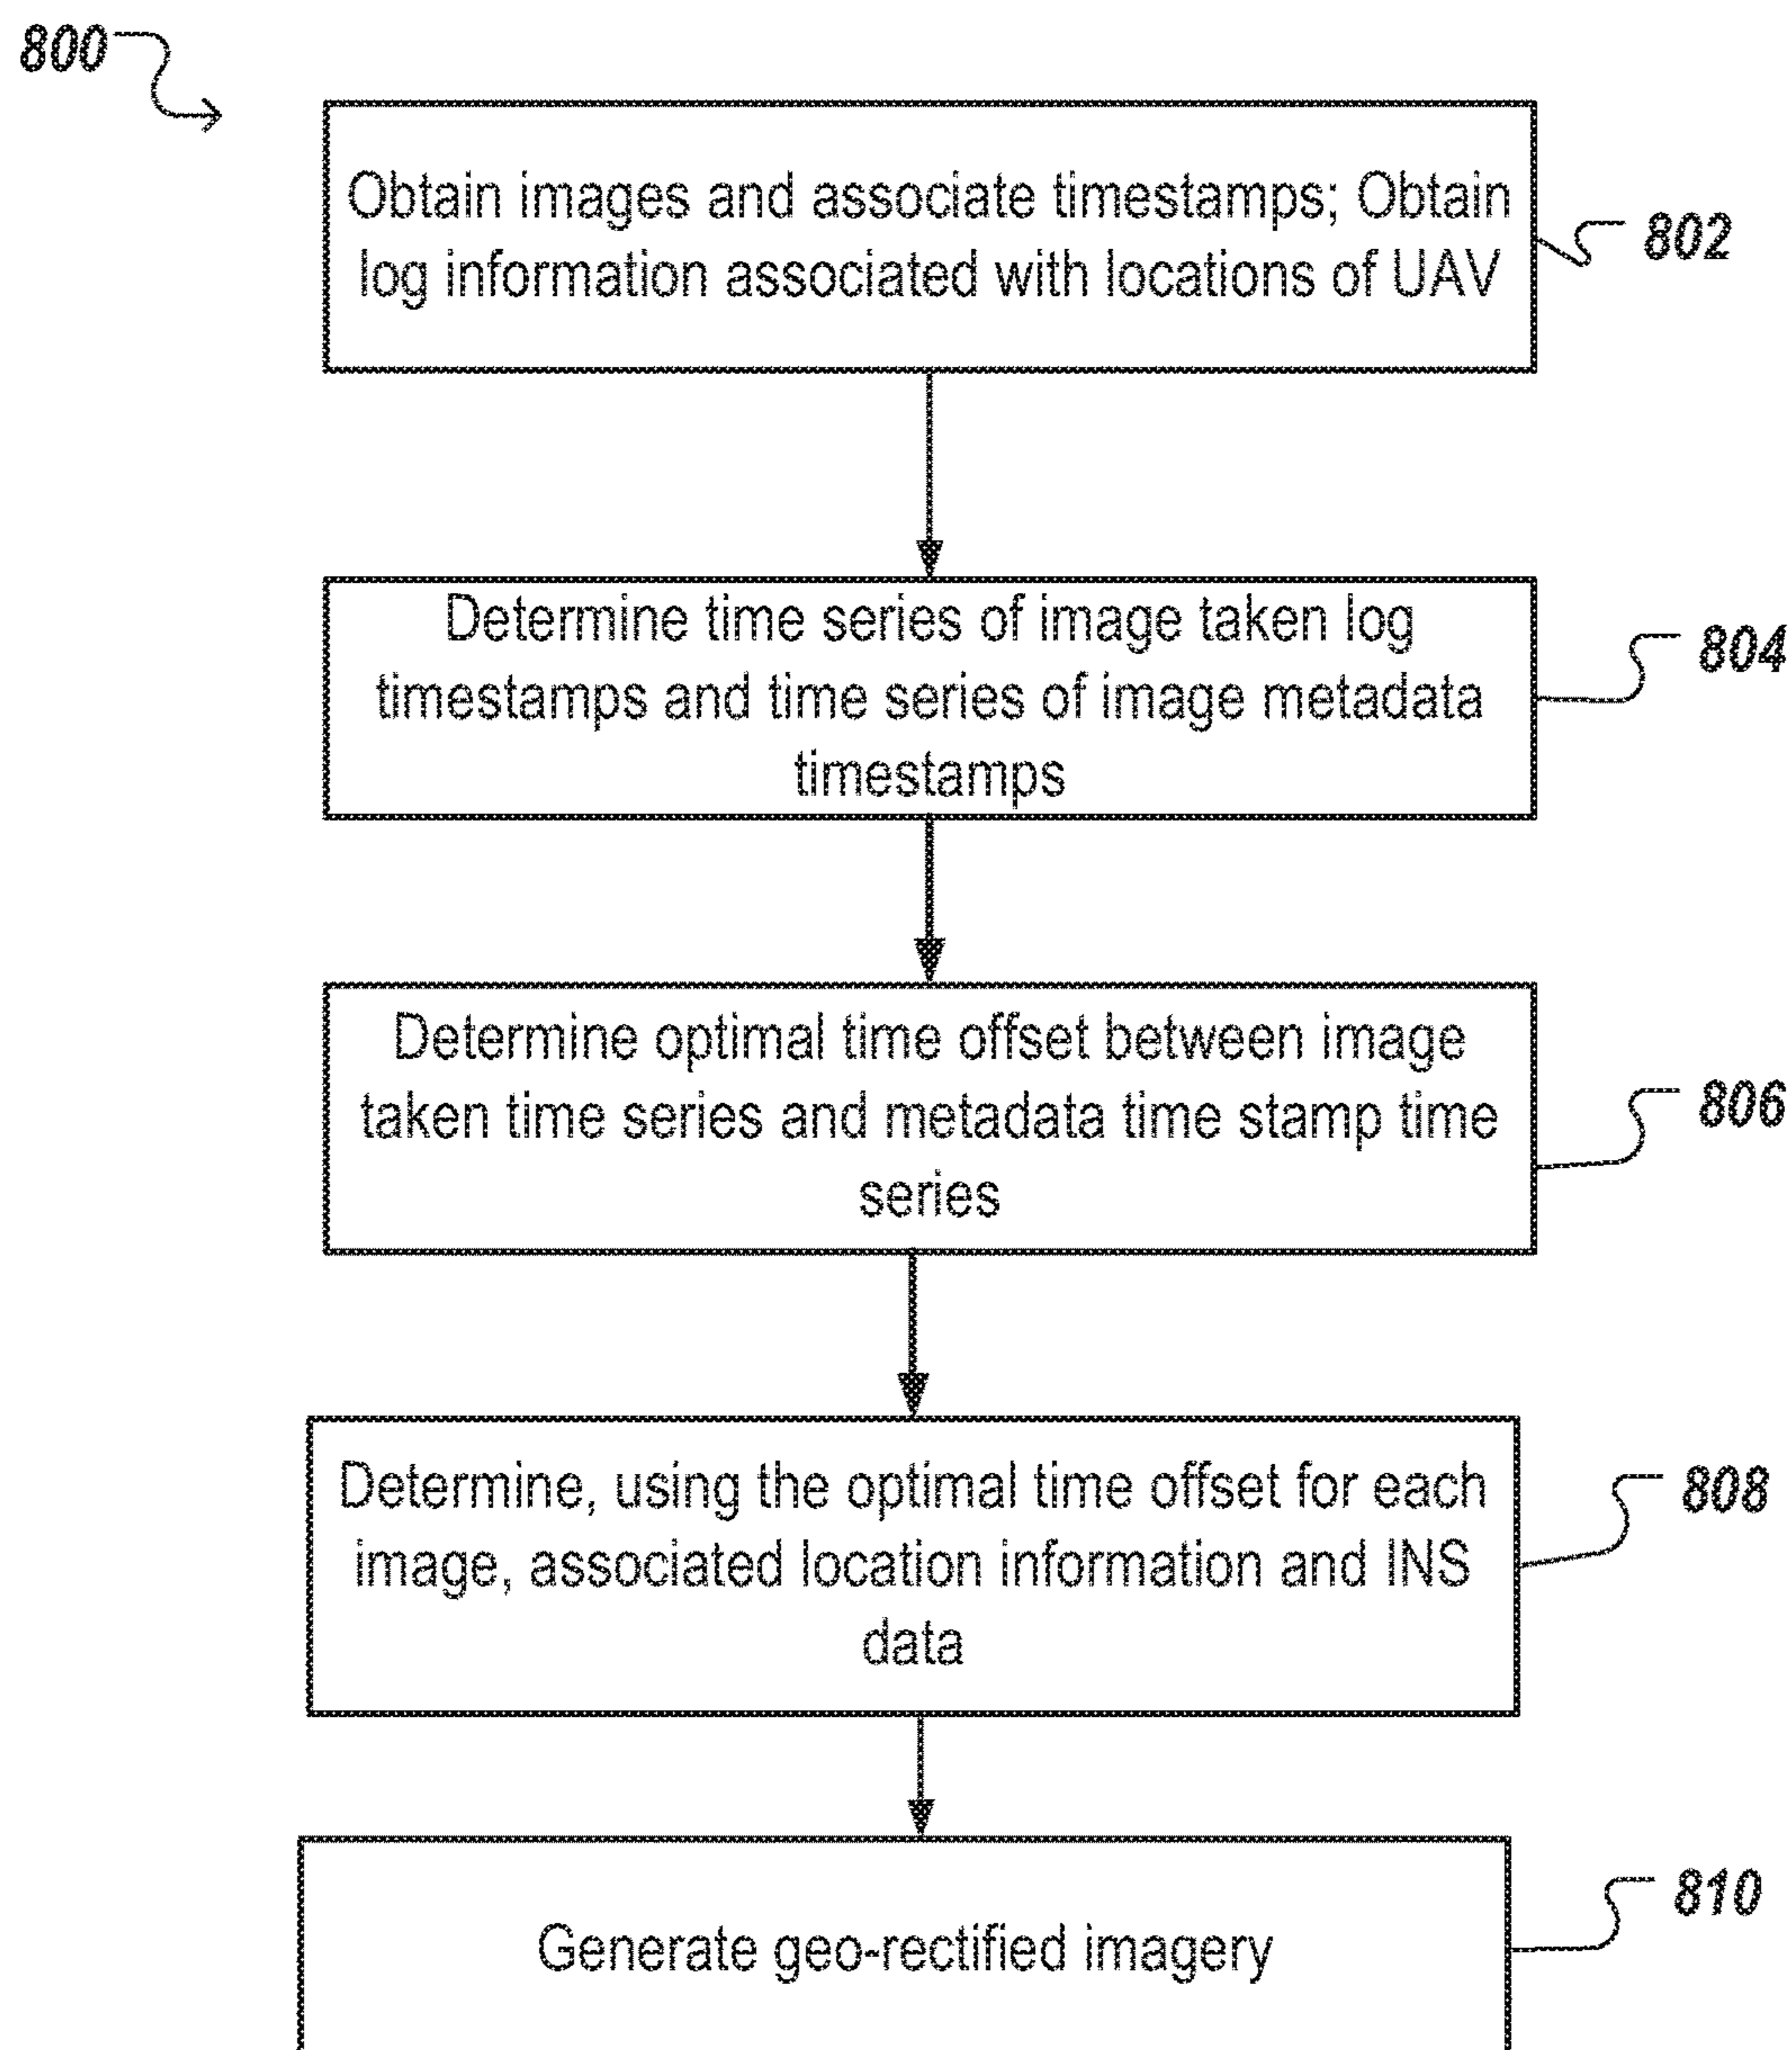 800
Obtain images and associate timestamps; Obtain
log information associated with locations of UAV
802
Determine time series of image taken log
timestamps and time series of image metadata
timestamps
804
Determine optimal time offset between image
taken time series and metadata time stamp time
series
806
Determine, using the optimal time offset for each
image, associated location information and INS
data
808
Generate geo-rectified imagery
810